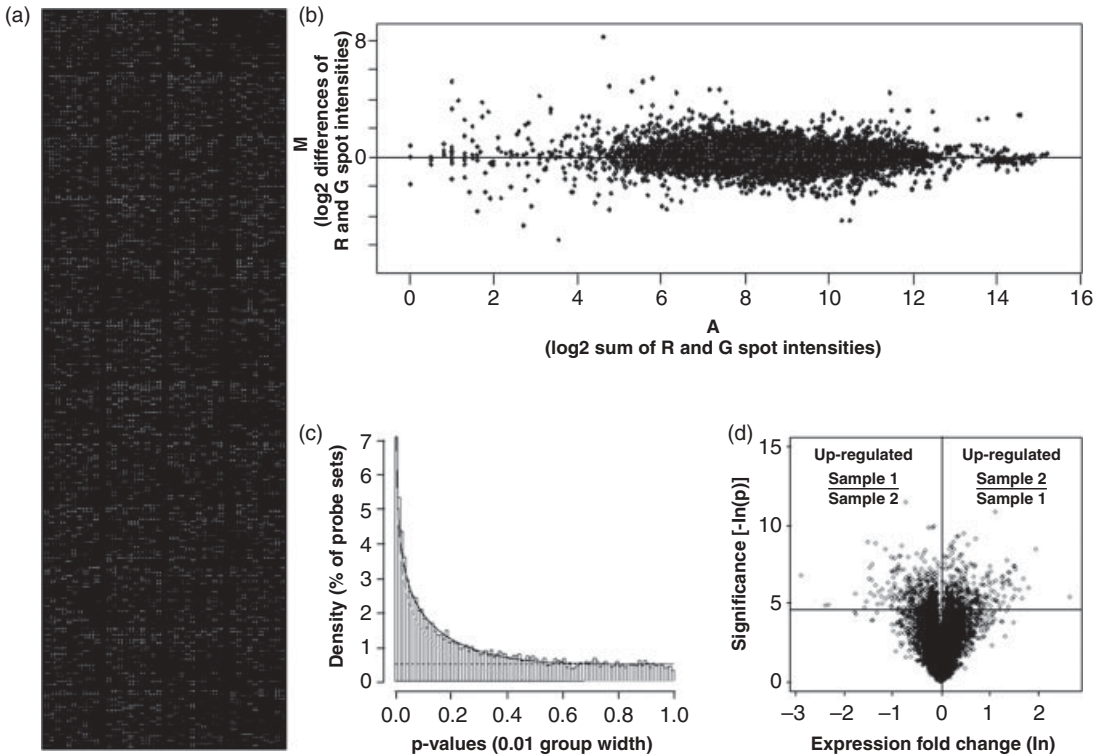 (a)
(b)
8
0
M
(log2 differences of
R and G spot intensities)
0 2 4 6 8 10 12 14 16
A
(log2 sum of R and G spot intensities)
(c)
7
6
5
4
3
2
1
0
Density (% of probe sets)
0.0 0.2 0.4 0.6 0.8 1.0
p-values (0.01 group width)
(d)
15
10
5
0
Significance [-ln(p)]
Up-regulated
Sample 1
Sample 2
Up-regulated
Sample 2
Sample 1
–3 –2 –1 0 1 2
Expression fold change (ln)